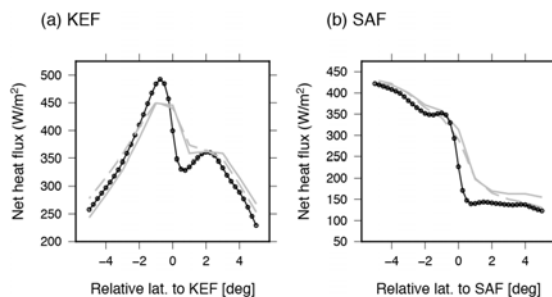 (a) KEF
Net heat flux (W/m²)
500
450
400
350
300
250
200
-4 -2 0 2 4
Relative lat. to KEF [deg]
(b) SAF
Net heat flux (W/m²)
450
400
350
300
250
200
150
100
50
-4 -2 0 2 4
Relative lat. to SAF [deg]